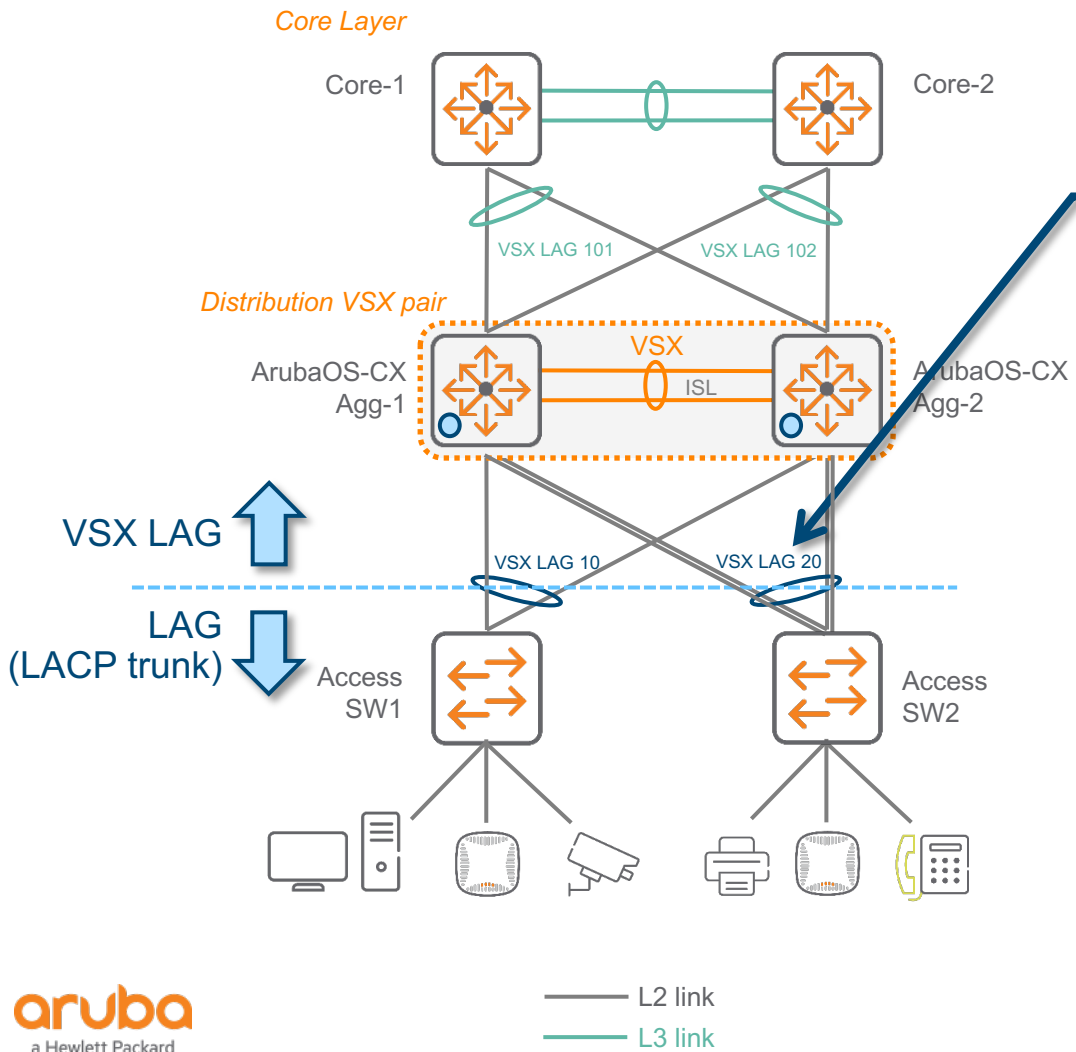 Core Layer
Core-1
Core-2
VSX LAG 101
VSX LAG 102
Distribution VSX pair
VSX
ISL
ArubaOS-CX
Agg-1
ArubaOS-CX
Agg-2
VSX LAG
VSX LAG 10
VSX LAG 20
LAG
(LACP trunk)
Access
SW1
Access
SW2
aruba
a Hewlett Packard
L2 link
L3 link